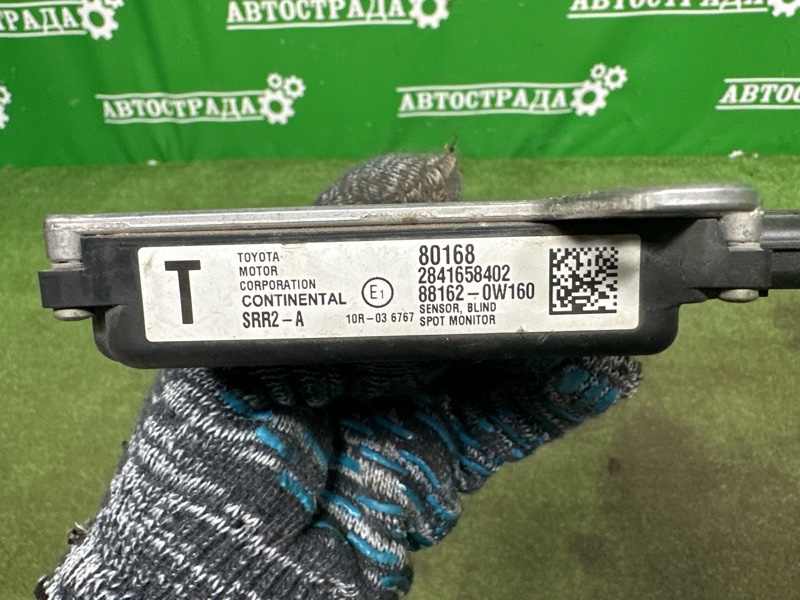 АВТОСТРАДА
АВТОСТРАДА
АВТОСТРАДА
АВТОСТРАДА
АВТОСТРАДА
T
TOYOTA
MOTOR
CORPORATION
CONTINENTAL
SRR2-A
E1
10R-03 6767
80168
2841658402
88162-0W160
SENSOR, BLIND
SPOT MONITOR